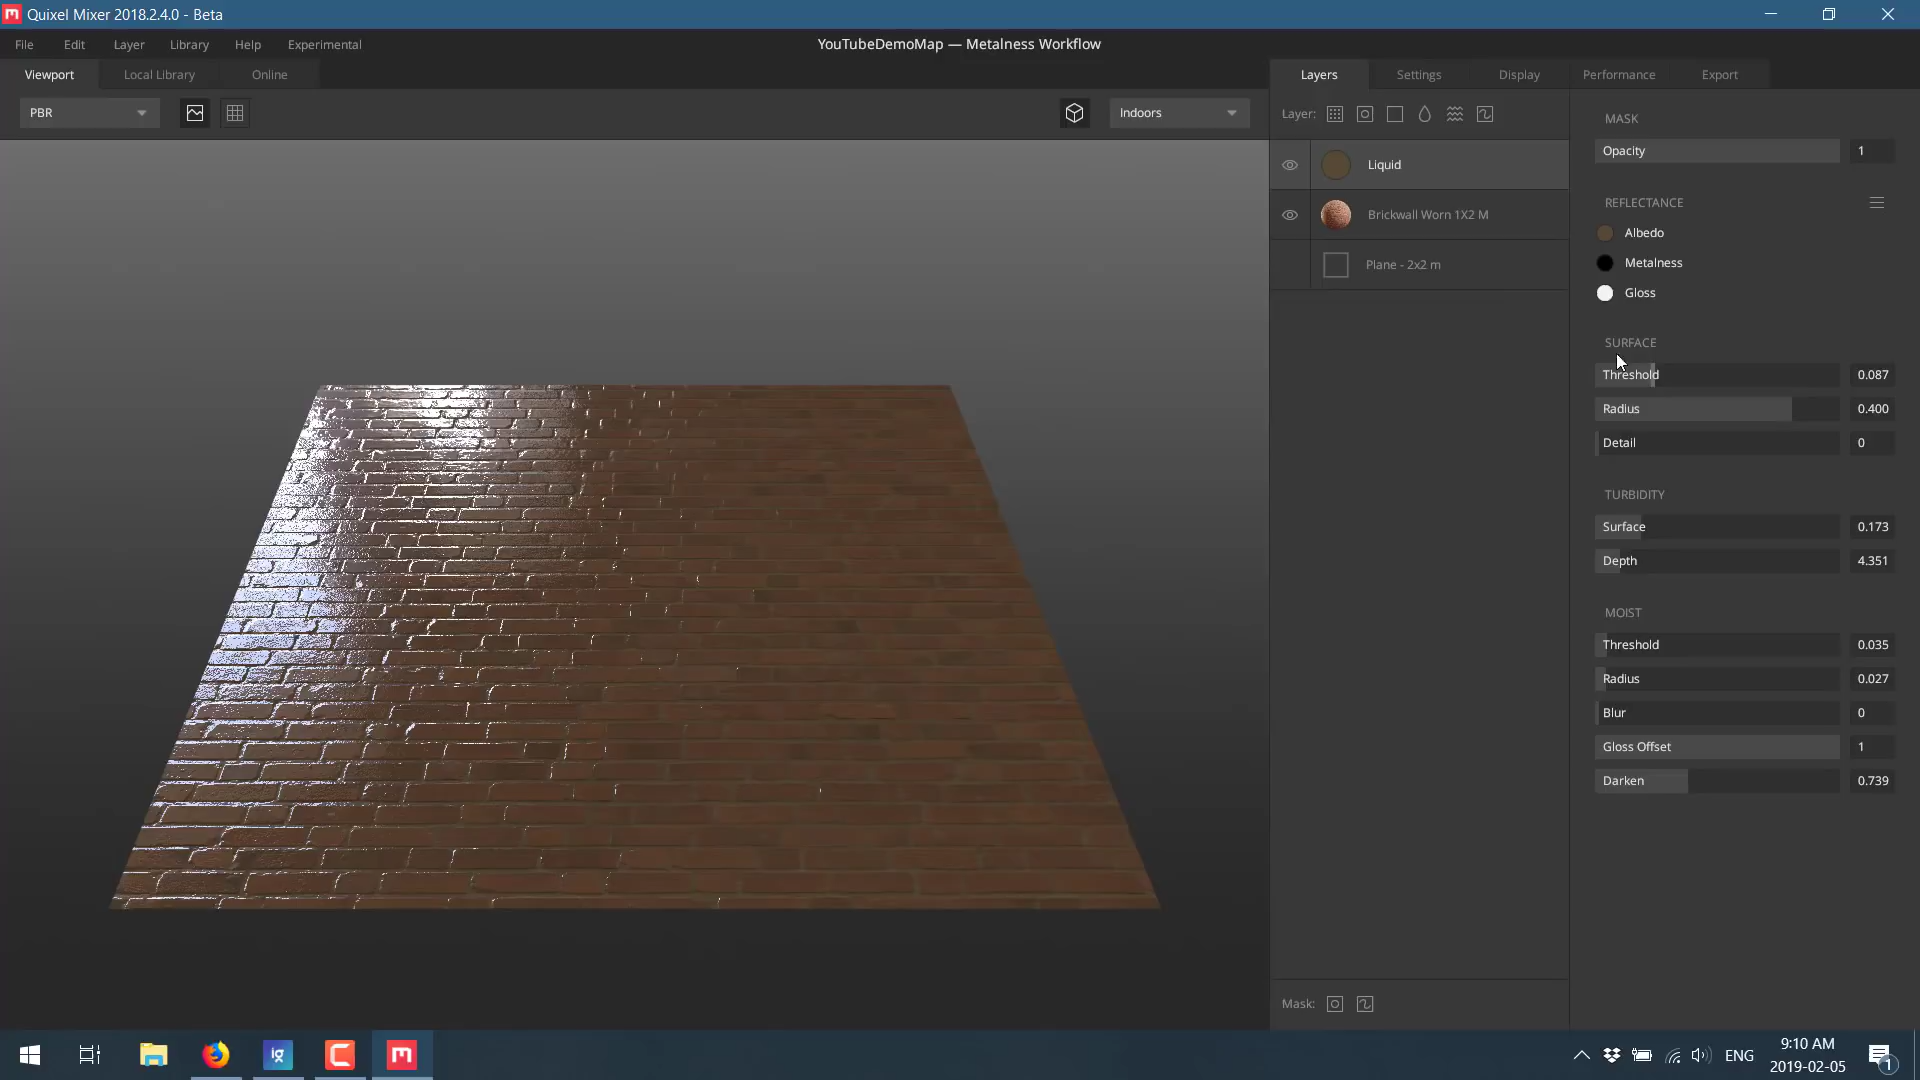 Quixel Mixer 2018.2.4.0 - Beta
File Edit Layer Library Help Experimental
YouTubeDemoMap — Metalness Workflow
Viewport Local Library Online
Layers Settings Display Performance Export
PBR
Indoors
Layer:
Liquid
Brickwall Worn 1X2 M
Plane - 2x2 m
MASK
Opacity 1
REFLECTANCE
Albedo
Metalness
Gloss
SURFACE
Threshold 0.087
Radius 0.400
Detail 0
TURBIDITY
Surface 0.173
Depth 4.351
MOIST
Threshold 0.035
Radius 0.027
Blur 0
Gloss Offset 1
Darken 0.739
Mask:
ENG
9:10 AM
2019-02-05
1